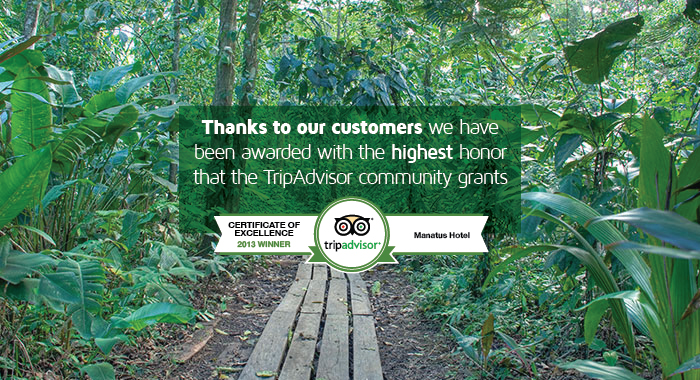 Thanks to our customers we have
been awarded with the highest honor
that the TripAdvisor community grants
CERTIFICATE OF
EXCELLENCE
2013 WINNER
tripadvisor®
Manatus Hotel